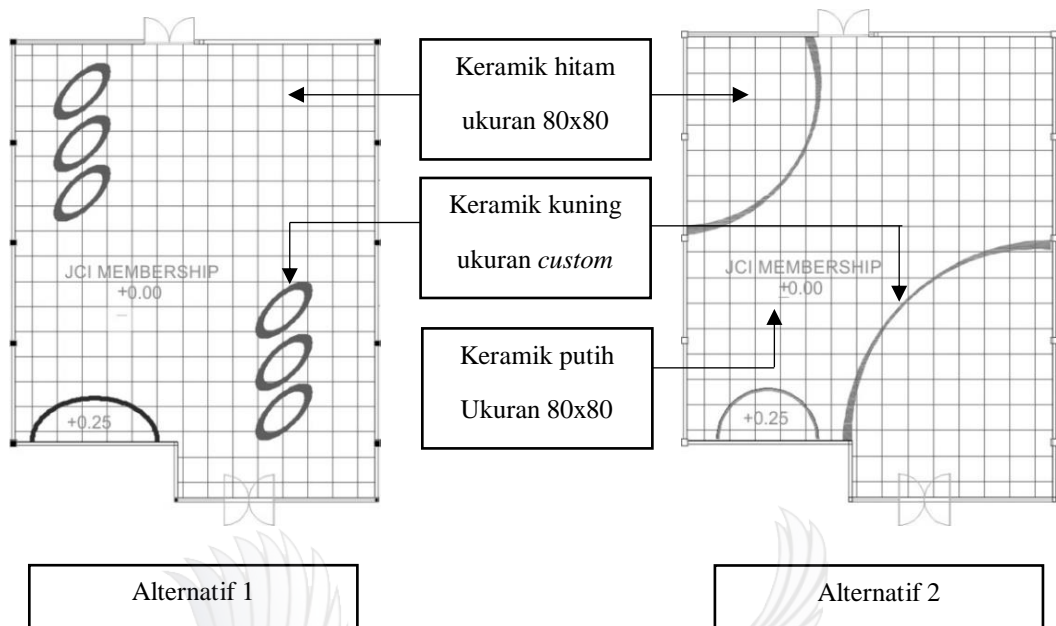 Keramik hitam
ukuran 80x80
Keramik kuning
ukuran custom
Keramik putih
Ukuran 80x80
JCI MEMBERSHIP
+0.00
+0.25
JCI MEMBERSHIP
+0.00
+0.25
Alternatif 1
Alternatif 2